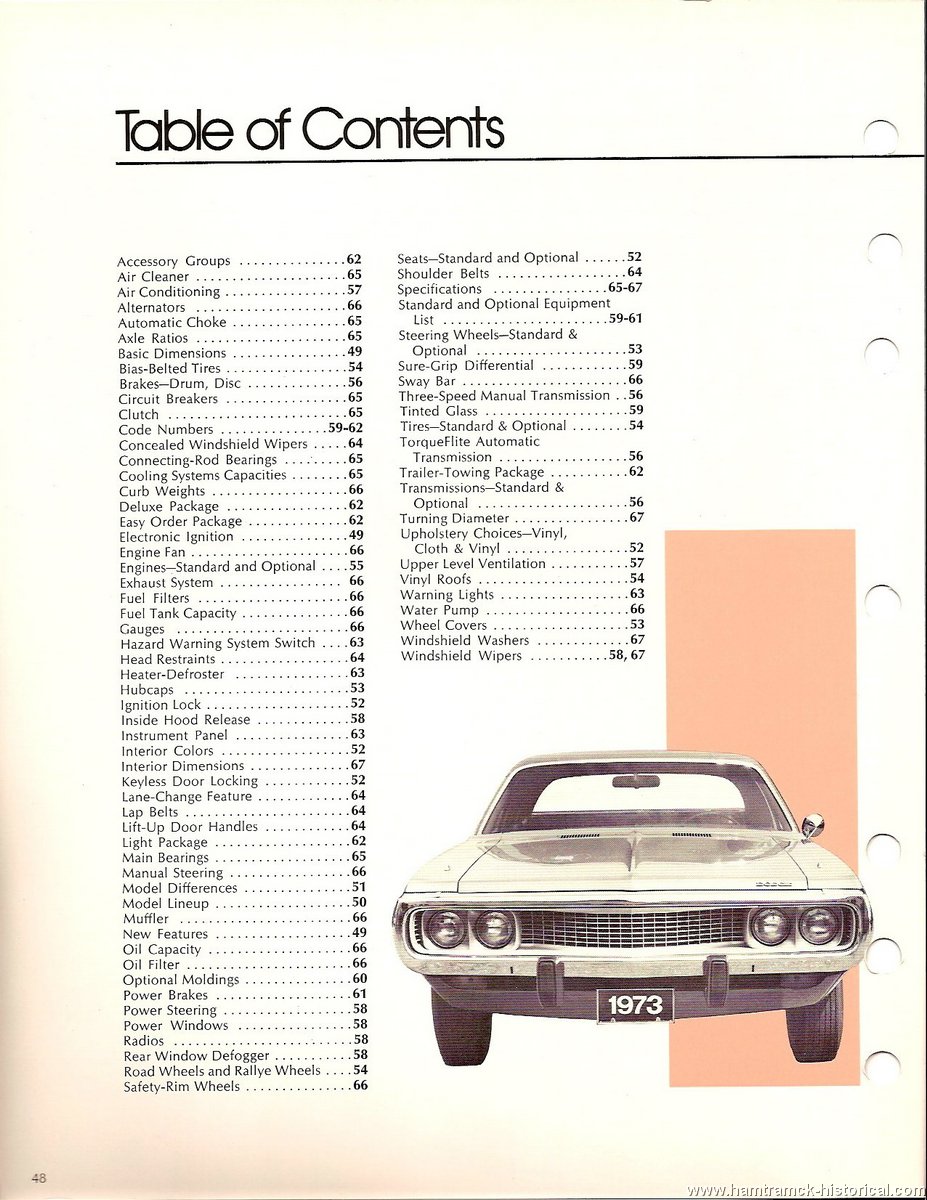 Table of Contents
Accessory Groups ............... 62
Air Cleaner ..................... 65
Air Conditioning ................. 57
Alternators ..................... 66
Automatic Choke ................ 65
Axle Ratios ..................... 65
Basic Dimensions ................ 49
Bias-Belted Tires ................. 54
Brakes—Drum, Disc .............. 56
Circuit Breakers ................. 65
Clutch ......................... 65
Code Numbers ............... 59-62
Concealed Windshield Wipers ..... 64
Connecting-Rod Bearings ......... 65
Cooling Systems Capacities ........ 65
Curb Weights ................... 66
Deluxe Package ................. 62
Easy Order Package .............. 62
Electronic Ignition ............... 49
Engine Fan ...................... 66
Engines—Standard and Optional .... 55
Exhaust System ................. 66
Fuel Filters ..................... 66
Fuel Tank Capacity ............... 66
Gauges ........................ 66
Hazard Warning System Switch .... 63
Head Restraints .................. 64
Heater-Defroster ................ 63
Hubcaps ....................... 53
Ignition Lock .................... 52
Inside Hood Release ............. 58
Instrument Panel ................ 63
Interior Colors .................. 52
Interior Dimensions .............. 67
Keyless Door Locking ............ 52
Lane-Change Feature ............. 64
Lap Belts ....................... 64
Lift-Up Door Handles ............ 64
Light Package ................... 62
Main Bearings ................... 65
Manual Steering ................. 66
Model Differences ............... 51
Model Lineup ................... 50
Muffler ........................ 66
New Features ................... 49
Oil Capacity .................... 66
Oil Filter ....................... 66
Optional Moldings ............... 60
Power Brakes ................... 61
Power Steering .................. 58
Power Windows ................ 58
Radios ......................... 58
Rear Window Defogger ........... 58
Road Wheels and Rallye Wheels .... 54
Safety-Rim Wheels ............... 66
Seats—Standard and Optional ...... 52
Shoulder Belts .................. 64
Specifications ................ 65-67
Standard and Optional Equipment
List ....................... 59-61
Steering Wheels—Standard &
Optional ..................... 53
Sure-Grip Differential ............ 59
Sway Bar ....................... 66
Three-Speed Manual Transmission .. 56
Tinted Glass .................... 59
Tires—Standard & Optional ........ 54
TorqueFlite Automatic
Transmission .................. 56
Trailer-Towing Package ........... 62
Transmissions—Standard &
Optional ..................... 56
Turning Diameter ................ 67
Upholstery Choices—Vinyl,
Cloth & Vinyl ................. 52
Upper Level Ventilation ........... 57
Vinyl Roofs ..................... 54
Warning Lights .................. 63
Water Pump .................... 66
Wheel Covers ................... 53
Windshield Washers ............. 67
Windshield Wipers ........... 58, 67
DODGE
1973
48
www.hamtramck-historical.com